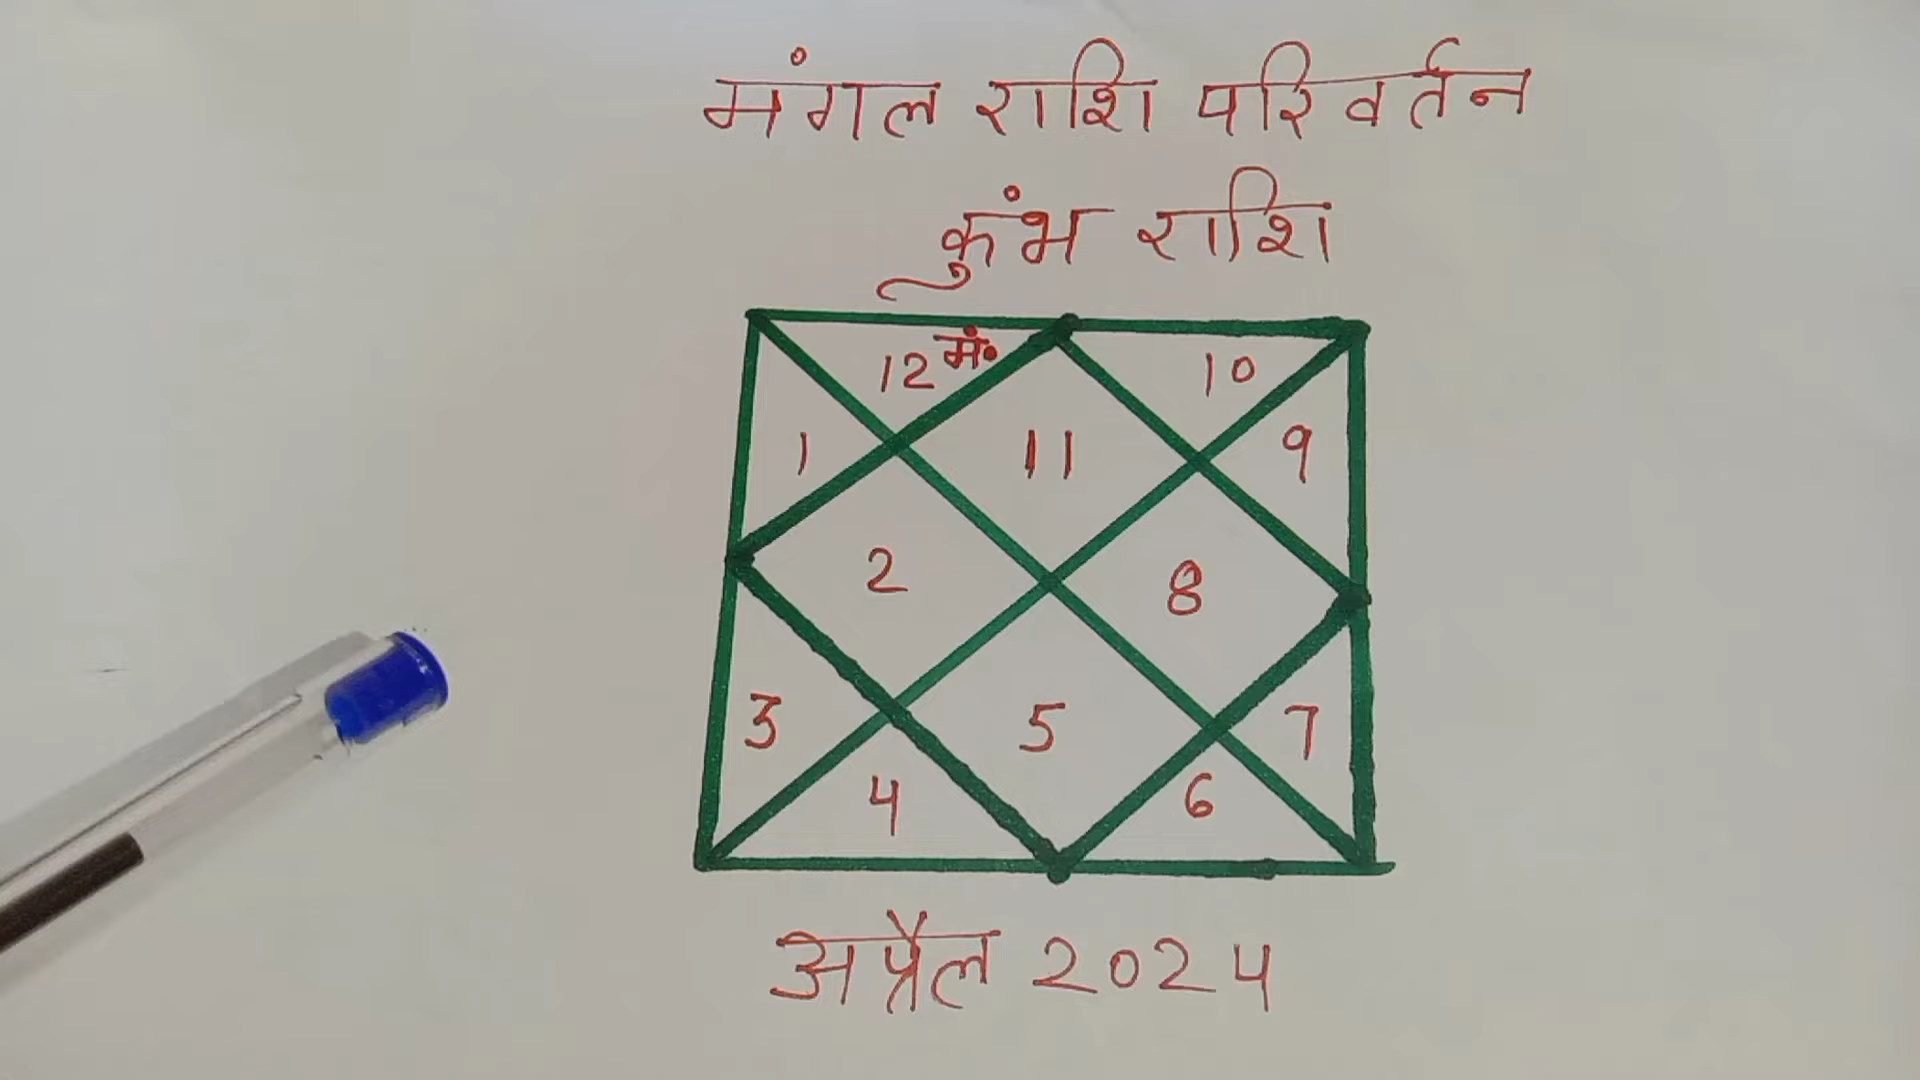 मंगल राशि परिवर्तन
कुंभ राशि
12 मं॰ 10
1 11 9
2 8
3 5 7
4 6
अप्रैल 2024